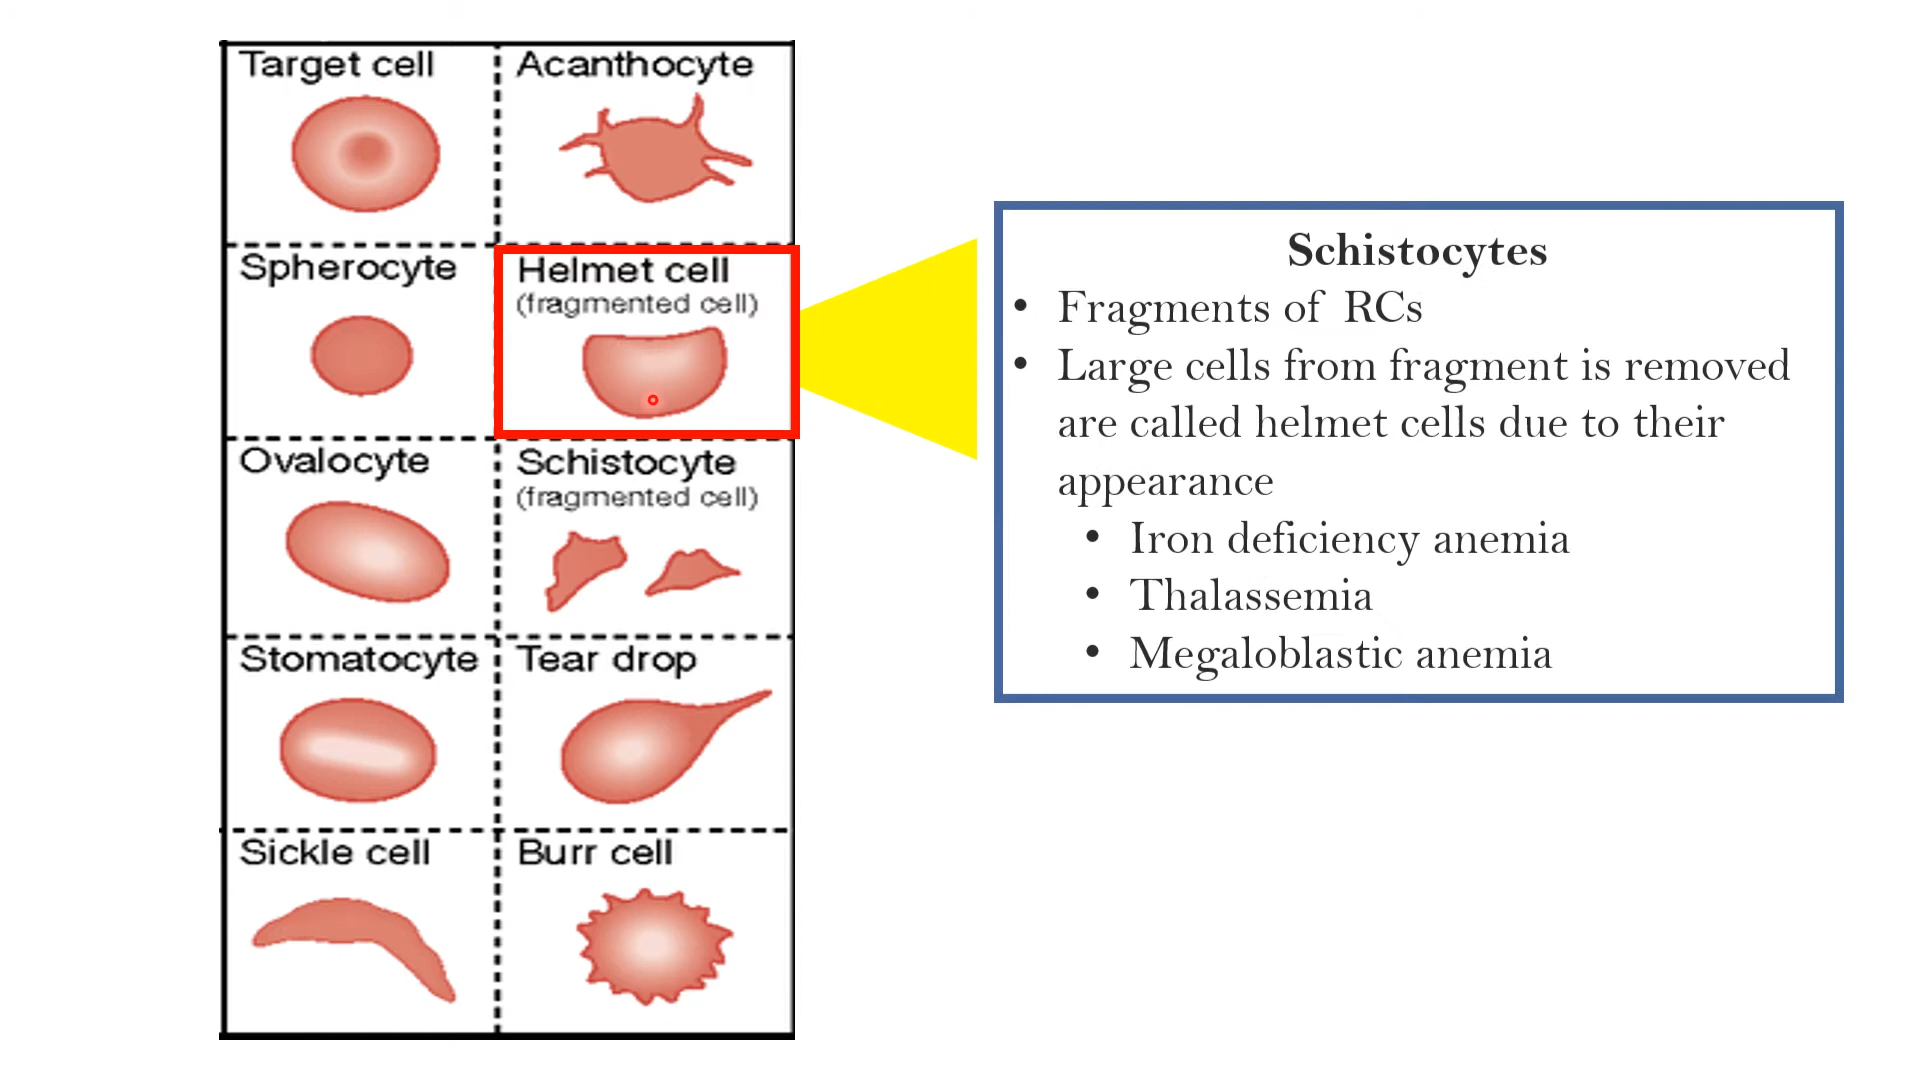 Target cell
Acanthocyte
Spherocyte
Helmet cell
(fragmented cell)
Ovalocyte
Schistocyte
(fragmented cell)
Stomatocyte
Tear drop
Sickle cell
Burr cell
Schistocytes
• Fragments of RCs
• Large cells from fragment is removed
are called helmet cells due to their
appearance
• Iron deficiency anemia
• Thalassemia
• Megaloblastic anemia